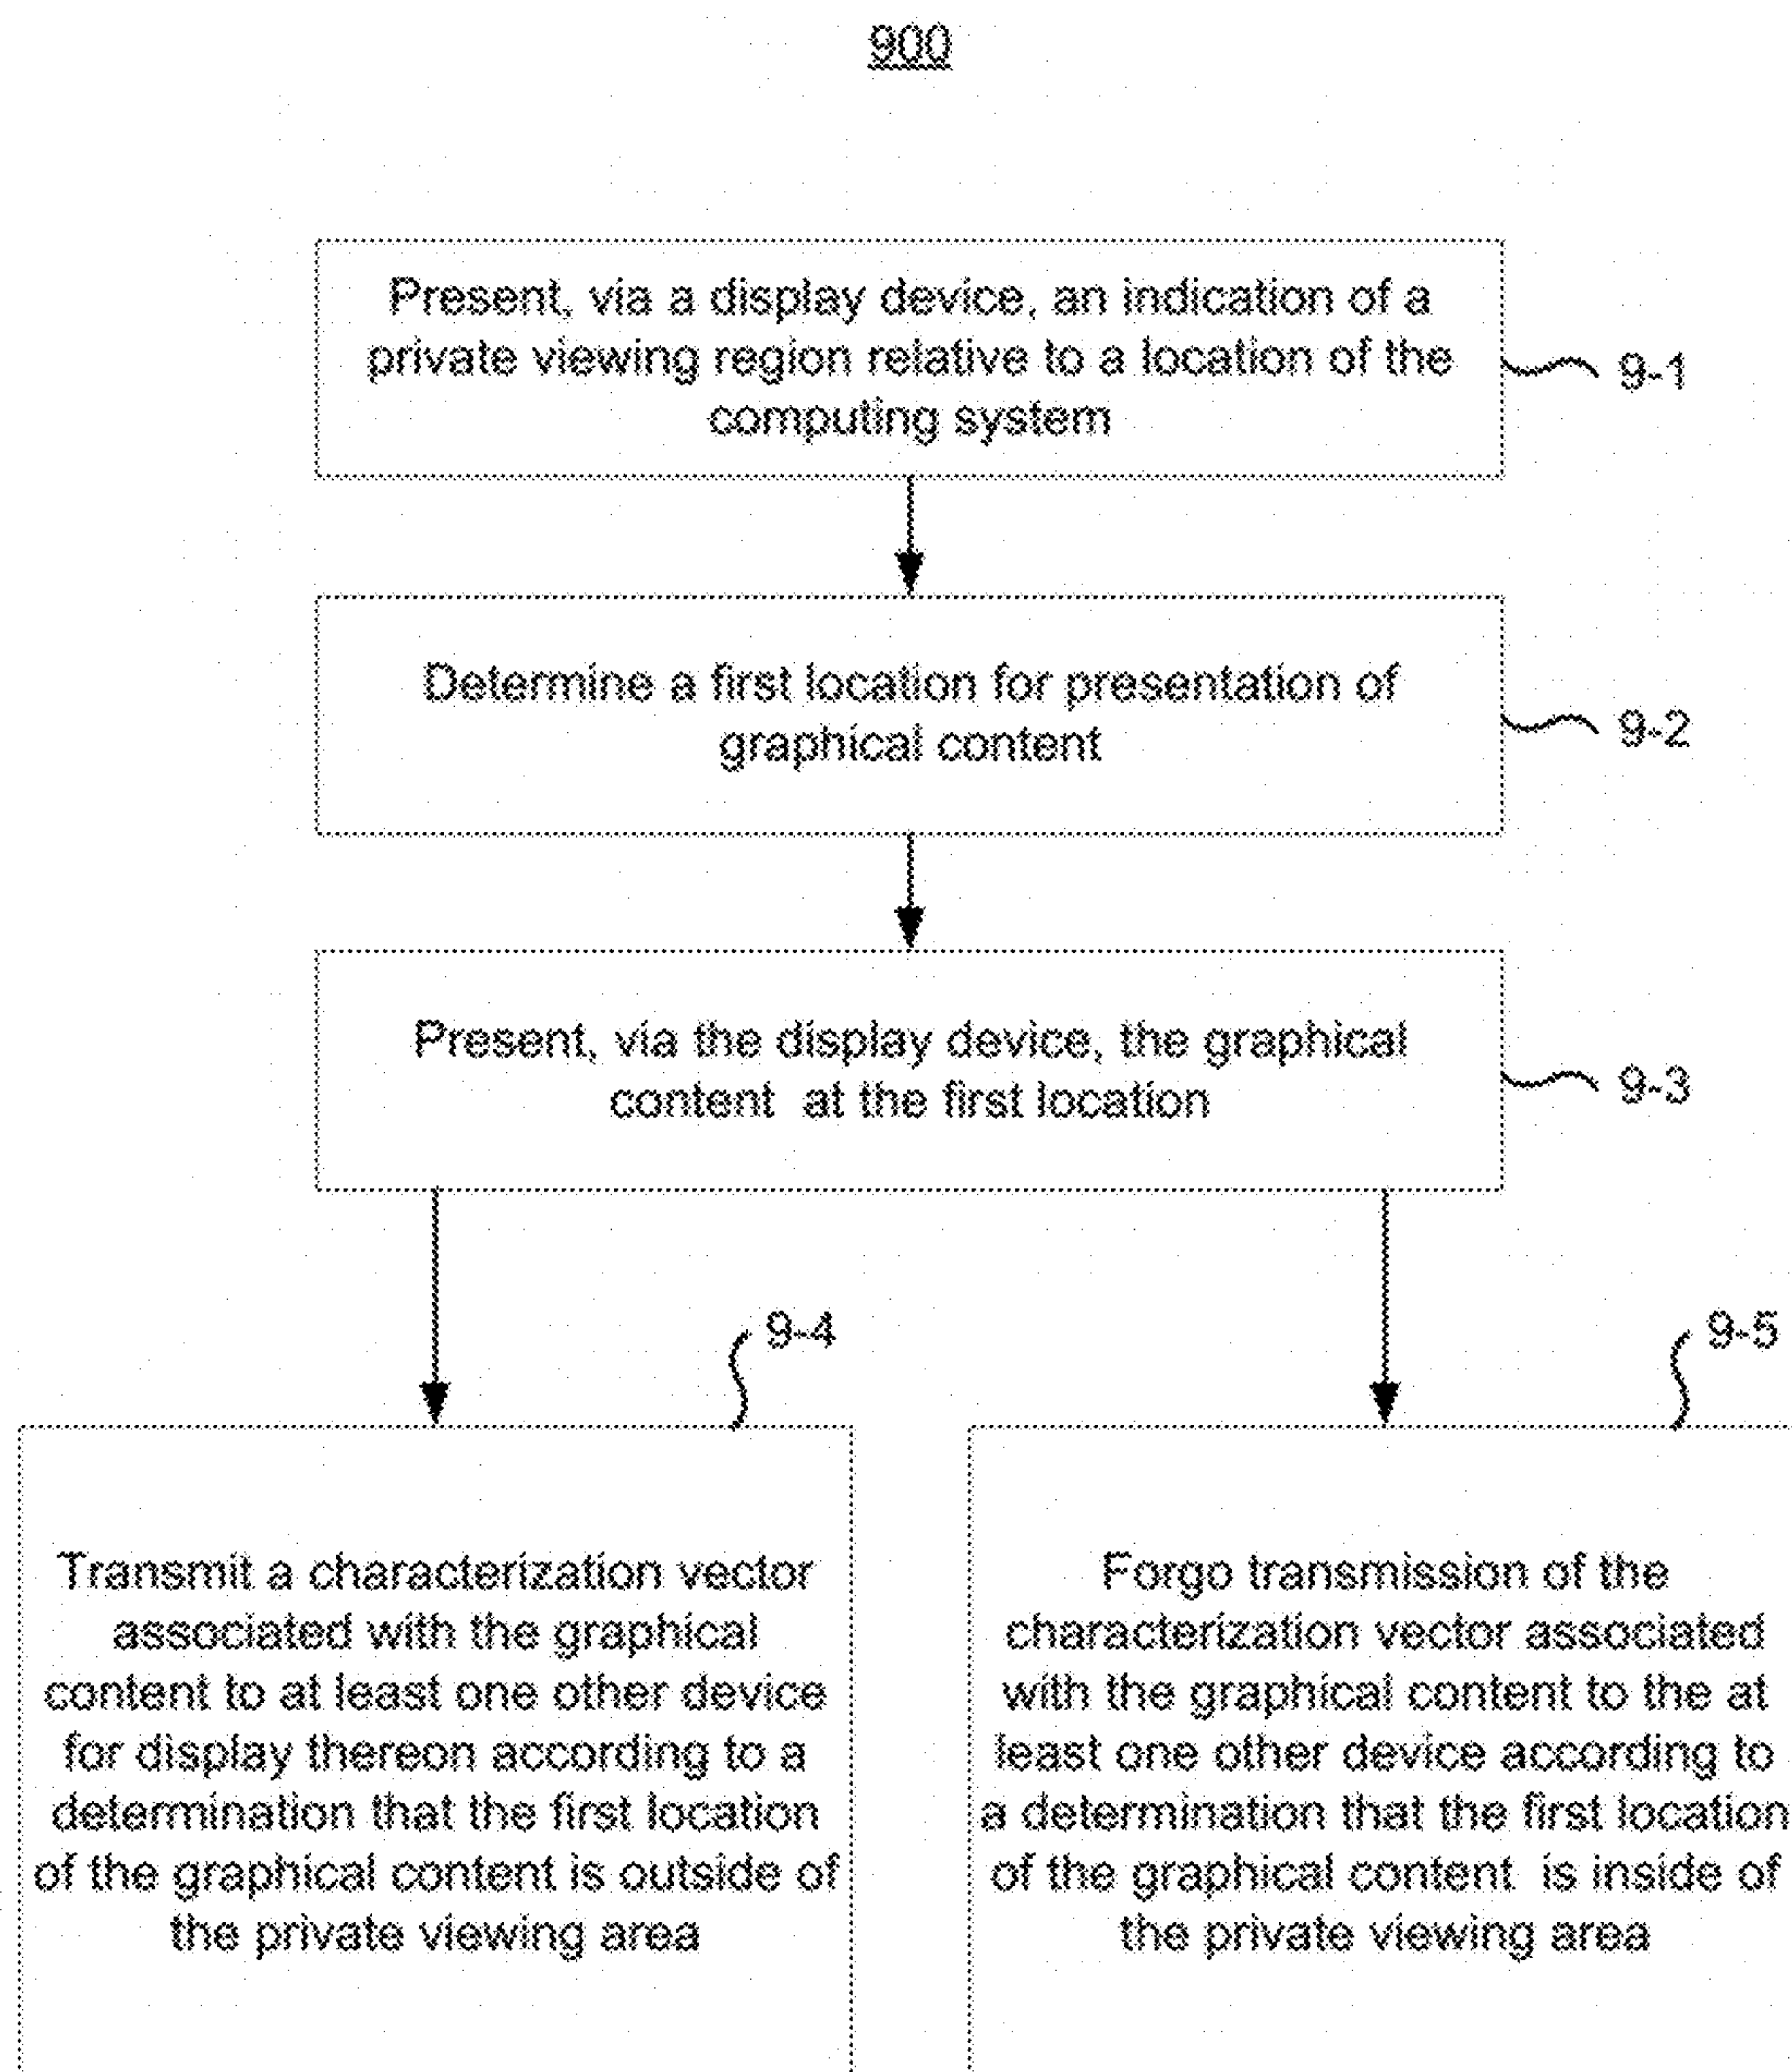 900
Present, via a display device, an indication of a
private viewing region relative to a location of the
computing system
9-1
Determine a first location for presentation of
graphical content
9-2
Present, via the display device, the graphical
content at the first location
9-3
9-4
Transmit a characterization vector
associated with the graphical
content to at least one other device
for display thereon according to a
determination that the first location
of the graphical content is outside of
the private viewing area
9-5
Forgo transmission of the
characterization vector associated
with the graphical content to the at
least one other device according to
a determination that the first location
of the graphical content is inside of
the private viewing area